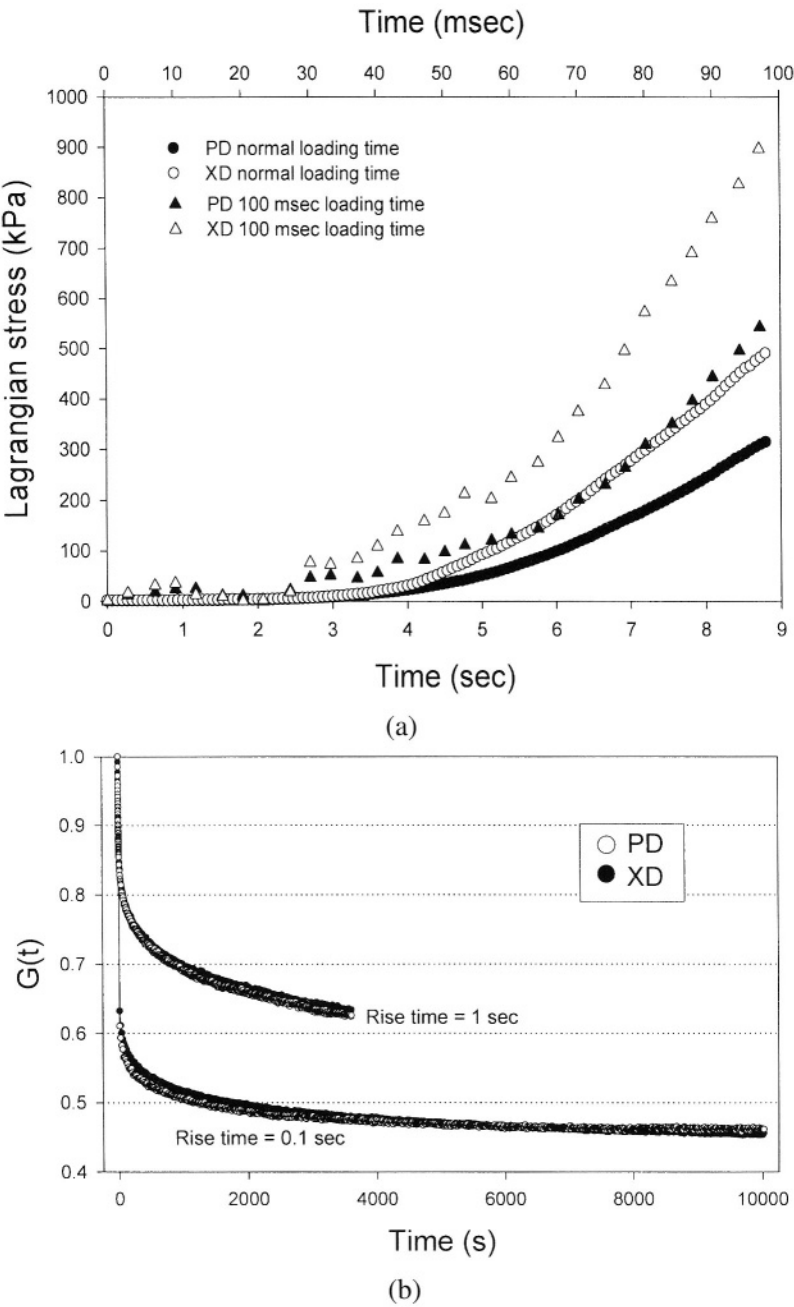 Time (msec)
0 10 20 30 40 50 60 70 80 90 100
1000
900
800
700
600
500
400
300
200
100
0
Lagrangian stress (kPa)
PD normal loading time
XD normal loading time
PD 100 msec loading time
XD 100 msec loading time
0 1 2 3 4 5 6 7 8 9
Time (sec)
(a)
1.0
0.9
0.8
0.7
0.6
0.5
0.4
G(t)
PD
XD
Rise time = 1 sec
Rise time = 0.1 sec
0 2000 4000 6000 8000 10000
Time (s)
(b)